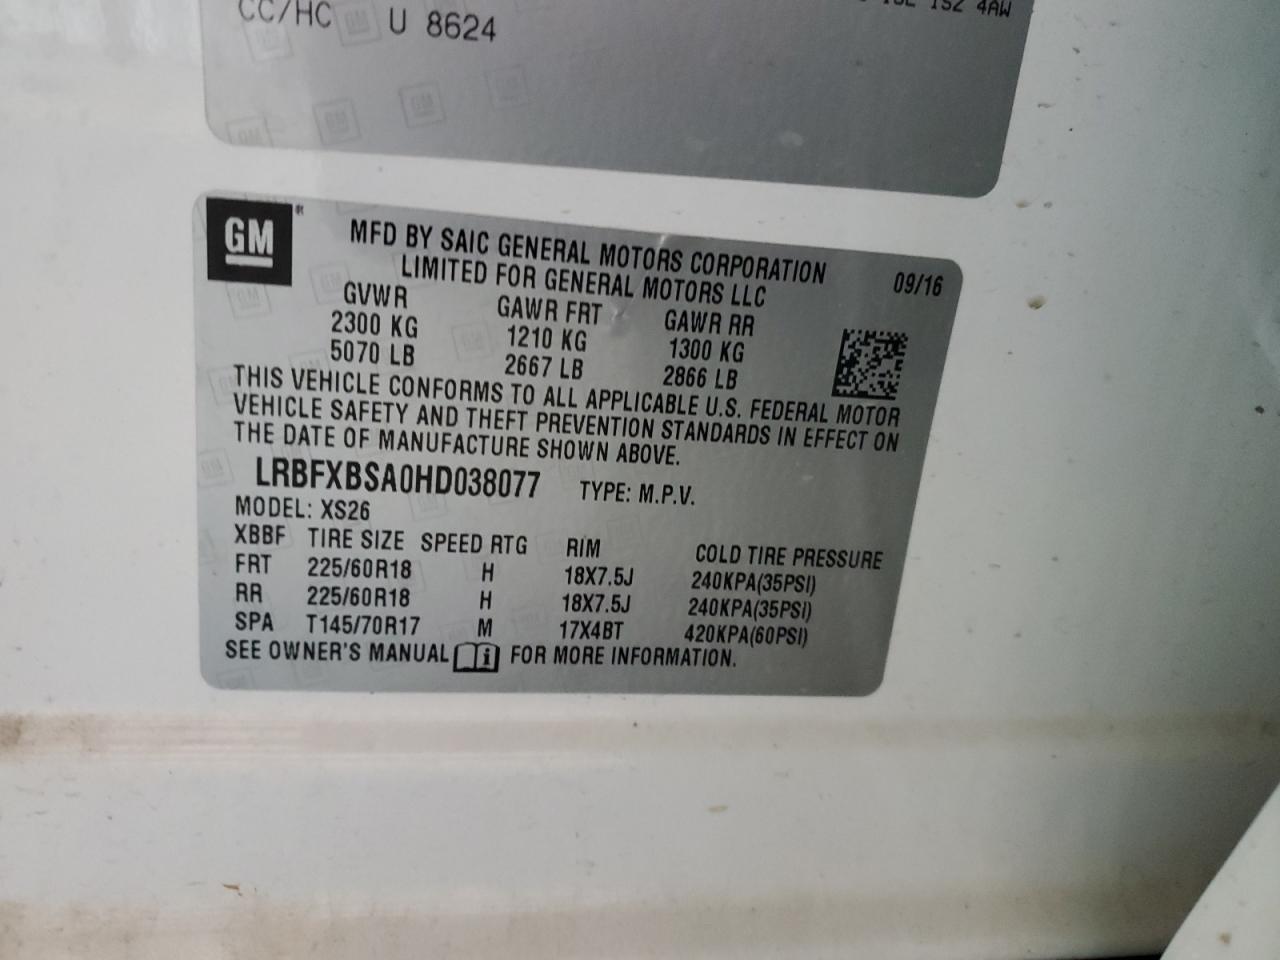 CC/HC U 8624
1SZ 4AW
GM®
MFD BY SAIC GENERAL MOTORS CORPORATION
LIMITED FOR GENERAL MOTORS LLC
09/16
GVWR GAWR FRT GAWR RR
2300 KG 1210 KG 1300 KG
5070 LB 2667 LB 2866 LB
THIS VEHICLE CONFORMS TO ALL APPLICABLE U.S. FEDERAL MOTOR
VEHICLE SAFETY AND THEFT PREVENTION STANDARDS IN EFFECT ON
THE DATE OF MANUFACTURE SHOWN ABOVE.
LRBFXBSA0HD038077 TYPE: M.P.V.
MODEL: XS26
XBBF TIRE SIZE SPEED RTG RIM COLD TIRE PRESSURE
FRT 225/60R18 H 18X7.5J 240KPA(35PSI)
RR 225/60R18 H 18X7.5J 240KPA(35PSI)
SPA T145/70R17 M 17X4BT 420KPA(60PSI)
SEE OWNER'S MANUAL FOR MORE INFORMATION.